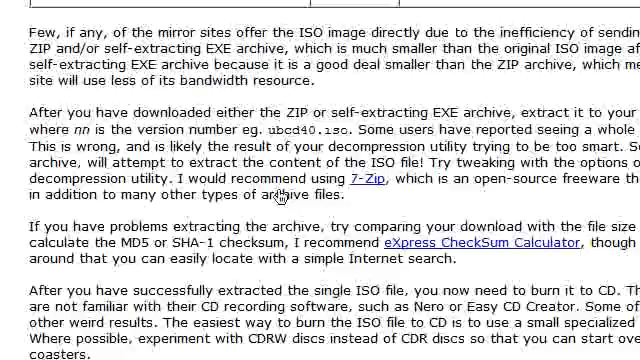 Few, if any, of the mirror sites offer the ISO image directly due to the inefficiency of sendin
ZIP and/or self-extracting EXE archive, which is much smaller than the original ISO image af
self-extracting EXE archive because it is a good deal smaller than the ZIP archive, which me
site will use less of its bandwidth resource.
After you have downloaded either the ZIP or self-extracting EXE archive, extract it to your
where nn is the version number eg. ubcd40.iso. Some users have reported seeing a whole
This is wrong, and is likely the result of your decompression utility trying to be too smart. S
archive, will attempt to extract the content of the ISO file! Try tweaking with the options o
decompression utility. I would recommend using 7-Zip, which is an open-source freeware th
in addition to many other types of archive files.
If you have problems extracting the archive, try comparing your download with the file size
calculate the MD5 or SHA-1 checksum, I recommend eXpress CheckSum Calculator, though
around that you can easily locate with a simple Internet search.
After you have successfully extracted the single ISO file, you now need to burn it to CD. Th
are not familiar with their CD recording software, such as Nero or Easy CD Creator. Some of
other weird results. The easiest way to burn the ISO file to CD is to use a small specialized
Where possible, experiment with CDRW discs instead of CDR discs so that you can start ove
coasters.